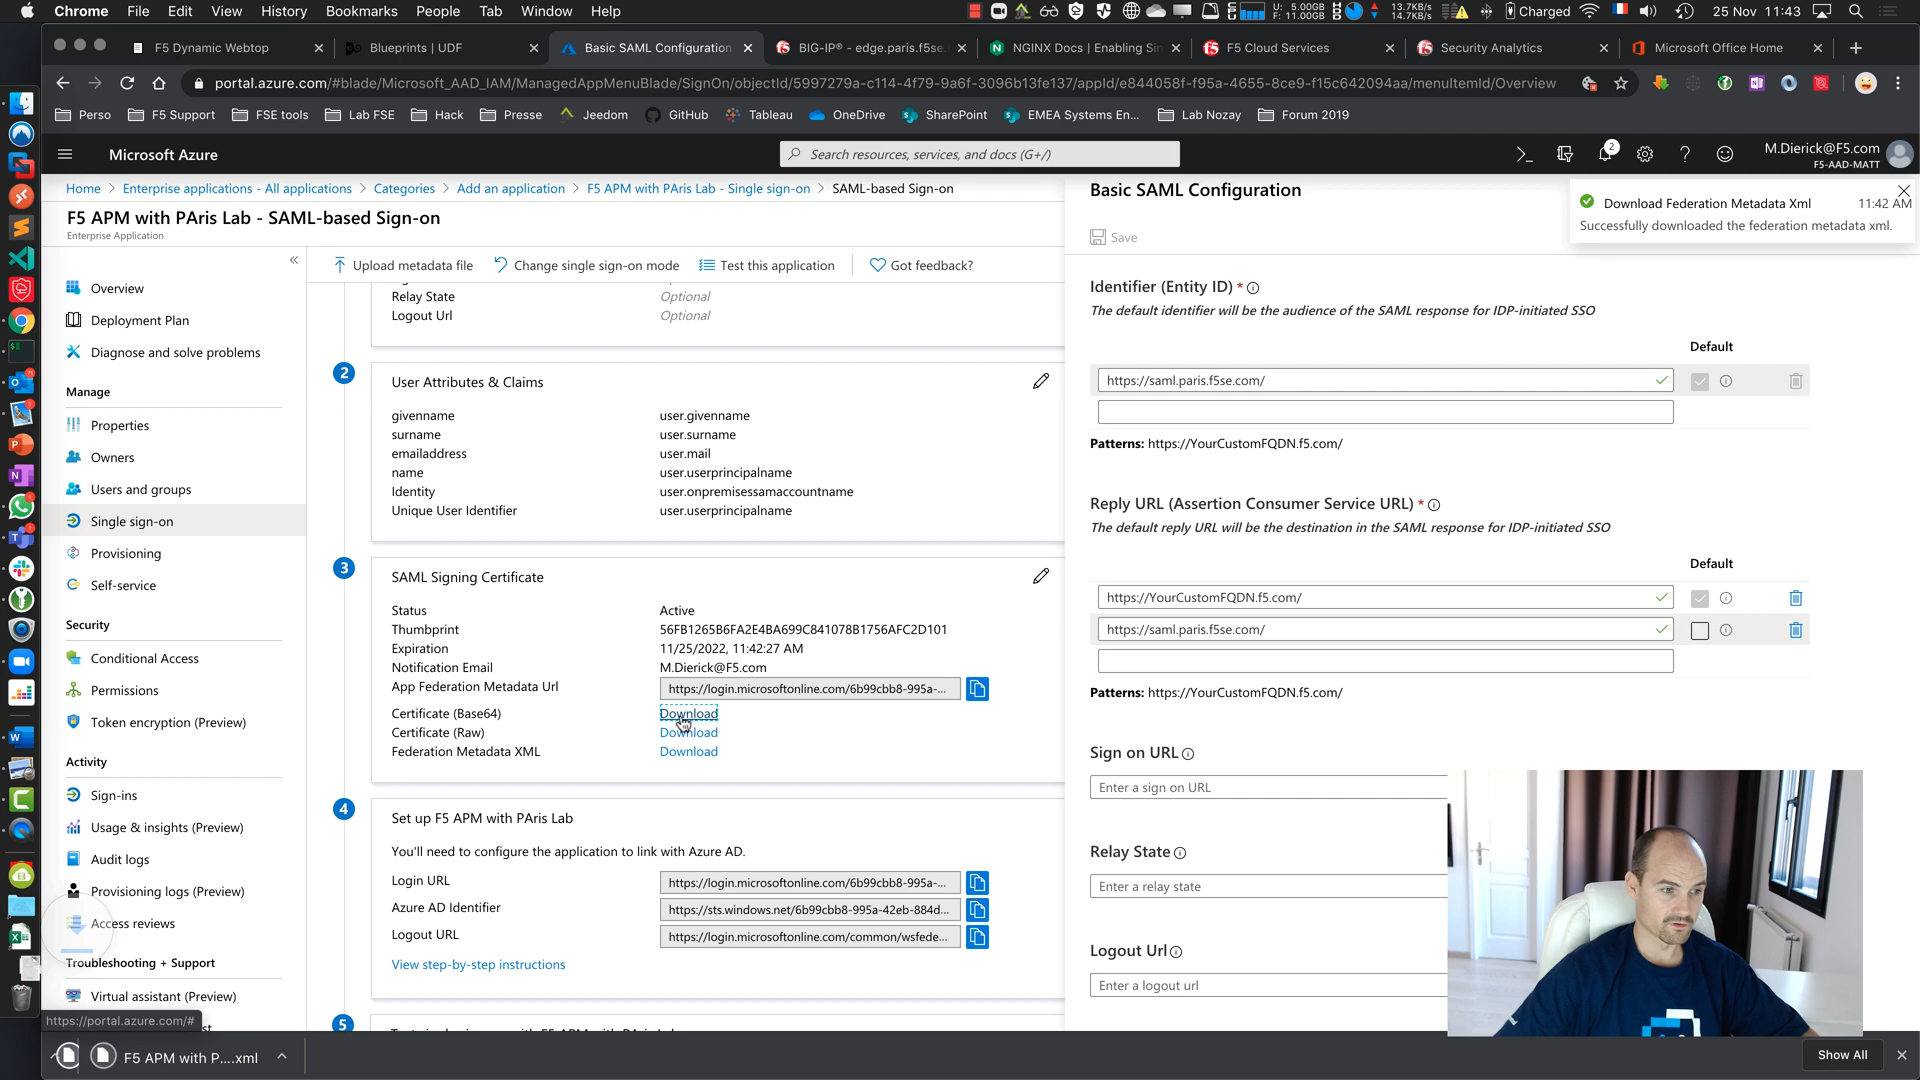 Chrome File Edit View History Bookmarks People Tab Window Help
U: 5.00GB F: 11.00GB 13.7KB/s 14.7KB/s Charged 25 Nov 11:43
F5 Dynamic Webtop
Blueprints | UDF
Basic SAML Configuration
BIG-IP® - edge.paris.f5se.
NGINX Docs | Enabling Sin
F5 Cloud Services
Security Analytics
Microsoft Office Home
portal.azure.com/#blade/Microsoft_AAD_IAM/ManagedAppMenuBlade/SignOn/objectId/5997279a-c114-4f79-9a6f-3096b13fe137/appId/e844058f-f95a-4655-8ce9-f15c642094aa/menuItemId/Overview
Perso F5 Support FSE tools Lab FSE Hack Presse Jeedom GitHub Tableau OneDrive SharePoint EMEA Systems En... Lab Nozay Forum 2019
Microsoft Azure
Search resources, services, and docs (G+/)
2
M.Dierick@F5.com
F5-AAD-MATT
Home > Enterprise applications - All applications > Categories > Add an application > F5 APM with PAris Lab - Single sign-on > SAML-based Sign-on
F5 APM with PAris Lab - SAML-based Sign-on
Enterprise Application
Overview
Deployment Plan
Diagnose and solve problems
Manage
Properties
Owners
Users and groups
Single sign-on
Provisioning
Self-service
Security
Conditional Access
Permissions
Token encryption (Preview)
Activity
Sign-ins
Usage & insights (Preview)
Audit logs
Provisioning logs (Preview)
Access reviews
Troubleshooting + Support
Virtual assistant (Preview)
https://portal.azure.com/#
Upload metadata file Change single sign-on mode Test this application Got feedback?
Relay State Optional
Logout Url Optional
2
User Attributes & Claims
givenname user.givenname
surname user.surname
emailaddress user.mail
name user.userprincipalname
Identity user.onpremisessamaccountname
Unique User Identifier user.userprincipalname
3
SAML Signing Certificate
Status Active
Thumbprint 56FB1265B6FA2E4BA699C841078B1756AFC2D101
Expiration 11/25/2022, 11:42:27 AM
Notification Email M.Dierick@F5.com
App Federation Metadata Url https://login.microsoftonline.com/6b99cbb8-995a-...
Certificate (Base64) Download
Certificate (Raw) Download
Federation Metadata XML Download
4
Set up F5 APM with PAris Lab
You'll need to configure the application to link with Azure AD.
Login URL https://login.microsoftonline.com/6b99cbb8-995a-...
Azure AD Identifier https://sts.windows.net/6b99cbb8-995a-42eb-884d...
Logout URL https://login.microsoftonline.com/common/wsfede...
View step-by-step instructions
5
Basic SAML Configuration
Save
Download Federation Metadata Xml 11:42 AM
Successfully downloaded the federation metadata xml.
Identifier (Entity ID) *
The default identifier will be the audience of the SAML response for IDP-initiated SSO
Default
https://saml.paris.f5se.com/
Patterns: https://YourCustomFQDN.f5.com/
Reply URL (Assertion Consumer Service URL) *
The default reply URL will be the destination in the SAML response for IDP-initiated SSO
Default
https://YourCustomFQDN.f5.com/
https://saml.paris.f5se.com/
Patterns: https://YourCustomFQDN.f5.com/
Sign on URL
Enter a sign on URL
Relay State
Enter a relay state
Logout Url
Enter a logout url
F5 APM with P....xml
Show All